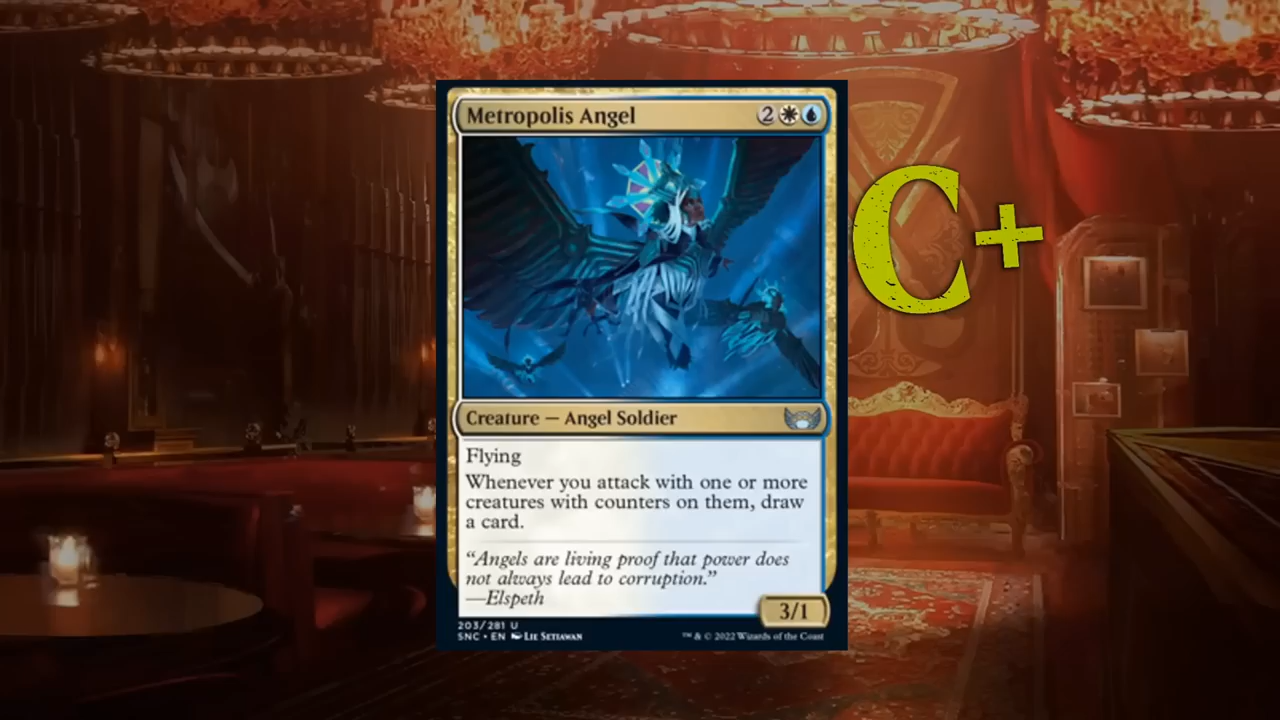 Metropolis Angel 2
C+
Creature — Angel Soldier
Flying
Whenever you attack with one or more
creatures with counters on them, draw
a card.
“Angels are living proof that power does
not always lead to corruption.”
—Elspeth
3/1
203/281 U
SNC • EN Lie Setiawan
™ & © 2022 Wizards of the Coast